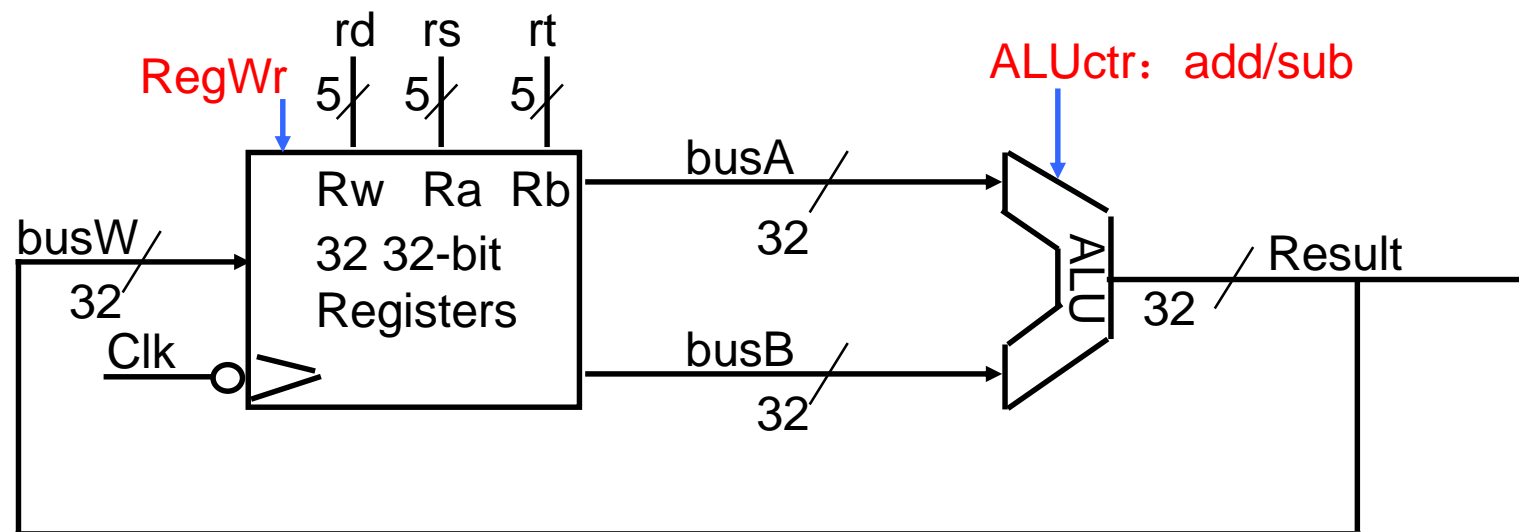 rd rs rt
RegWr
ALUctr：add/sub
5 5 5
busA
Rw Ra Rb
32
busW
32 32-bit
Registers
ALU
Result
32
32
Clk
busB
32